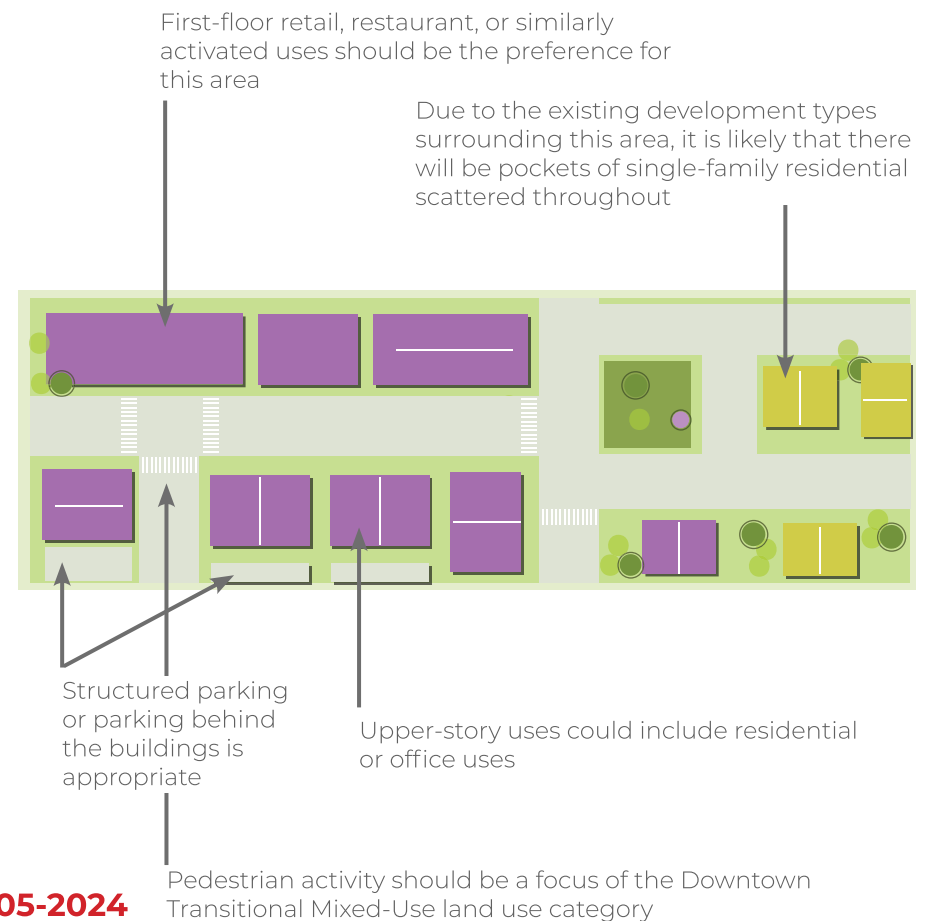 First-floor retail, restaurant, or similarly
activated uses should be the preference for
this area
Due to the existing development types
surrounding this area, it is likely that there
will be pockets of single-family residential
scattered throughout
Structured parking
or parking behind
the buildings is
appropriate
Upper-story uses could include residential
or office uses
Pedestrian activity should be a focus of the Downtown
Transitional Mixed-Use land use category
05-2024